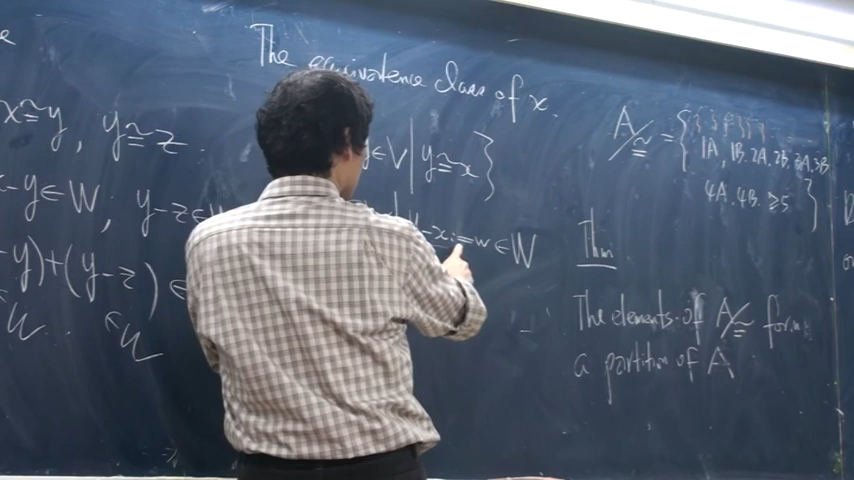 The equivalence class of x.
x≅y, y≅z.
-y∈W, y-z∈
y)+(y-z)∈
∈W
y∈V | y≅x }
-x:=w∈W
A/≅ = {
1A, 1B, 2A, 2B, 3A, 3B
4A, 4B, ≥5 }
Thm
The elements of A/≅ form
a partition of A